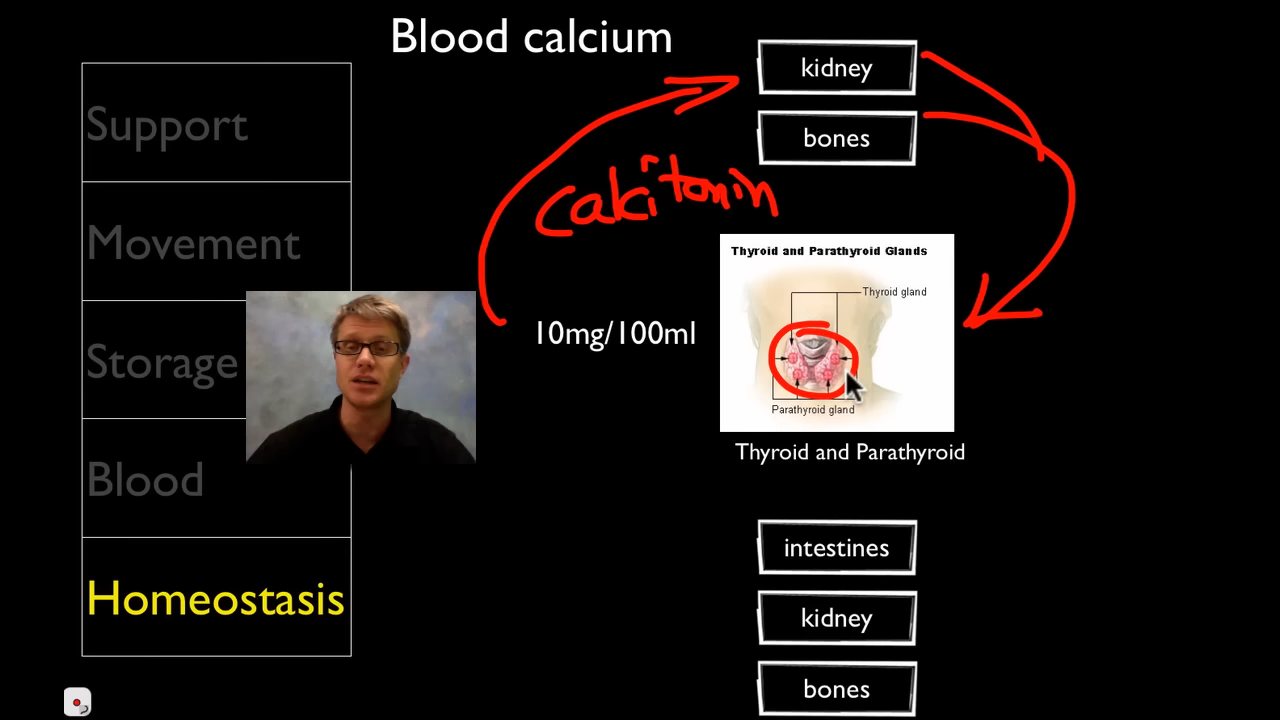 Blood calcium
kidney
bones
Support
Movement
Storage
Blood
Homeostasis
calcitonin
Thyroid and Parathyroid Glands
Thyroid gland
10mg/100ml
Parathyroid gland
Thyroid and Parathyroid
intestines
kidney
bones